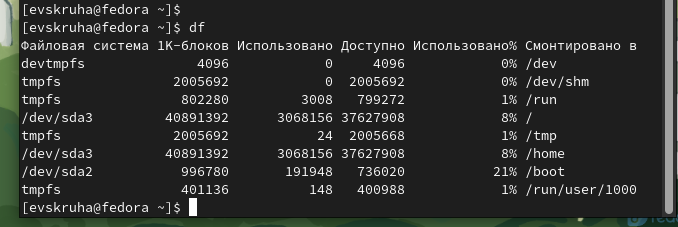 [evskruha@fedora ~]$
[evskruha@fedora ~]$ df
Файловая система 1K-блоков Использовано Доступно Использовано% Смонтировано в
devtmpfs 4096 0 4096 0% /dev
tmpfs 2005692 0 2005692 0% /dev/shm
tmpfs 802280 3008 799272 1% /run
/dev/sda3 40891392 3068156 37627908 8% /
tmpfs 2005692 24 2005668 1% /tmp
/dev/sda3 40891392 3068156 37627908 8% /home
/dev/sda2 996780 191948 736020 21% /boot
tmpfs 401136 148 400988 1% /run/user/1000
[evskruha@fedora ~]$